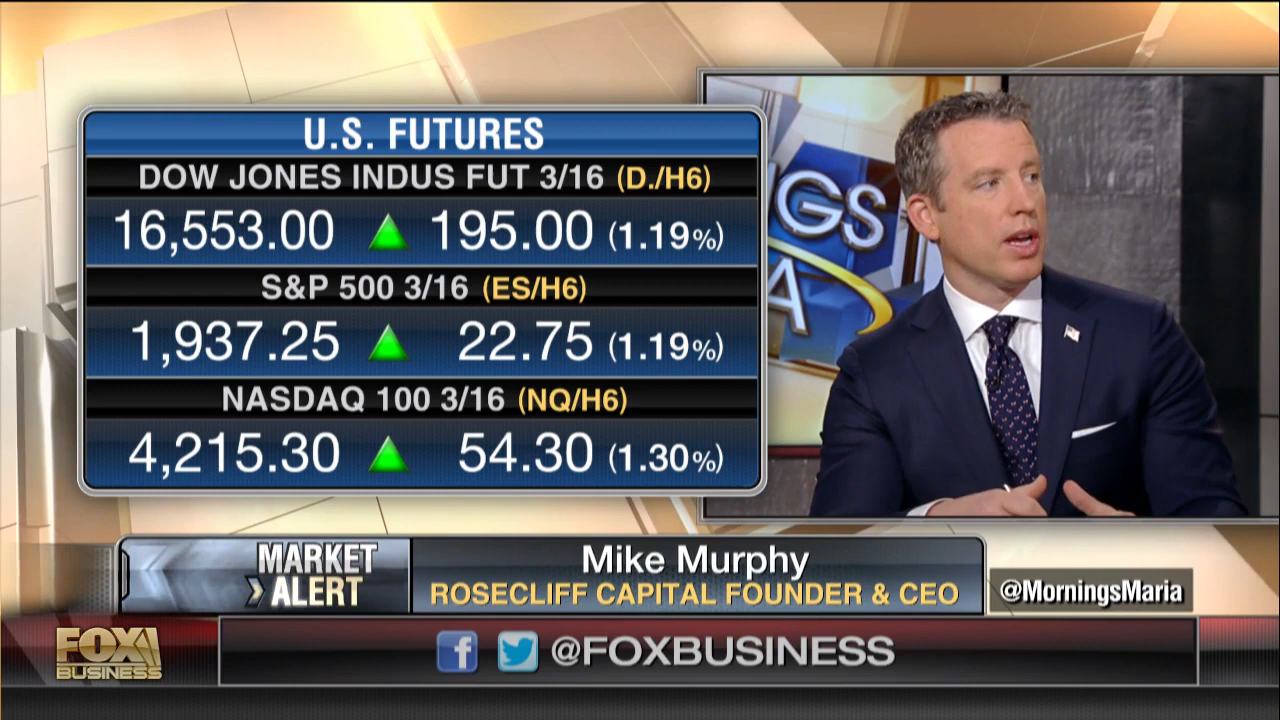 U.S. FUTURES
DOW JONES INDUS FUT 3/16 (D./H6)
16,553.00 ▲ 195.00 (1.19%)
S&P 500 3/16 (ES/H6)
1,937.25 ▲ 22.75 (1.19%)
NASDAQ 100 3/16 (NQ/H6)
4,215.30 ▲ 54.30 (1.30%)
NGS
A
MARKET
ALERT
Mike Murphy
ROSECLIFF CAPITAL FOUNDER & CEO
@MorningsMaria
FOX
BUSINESS
@FOXBUSINESS